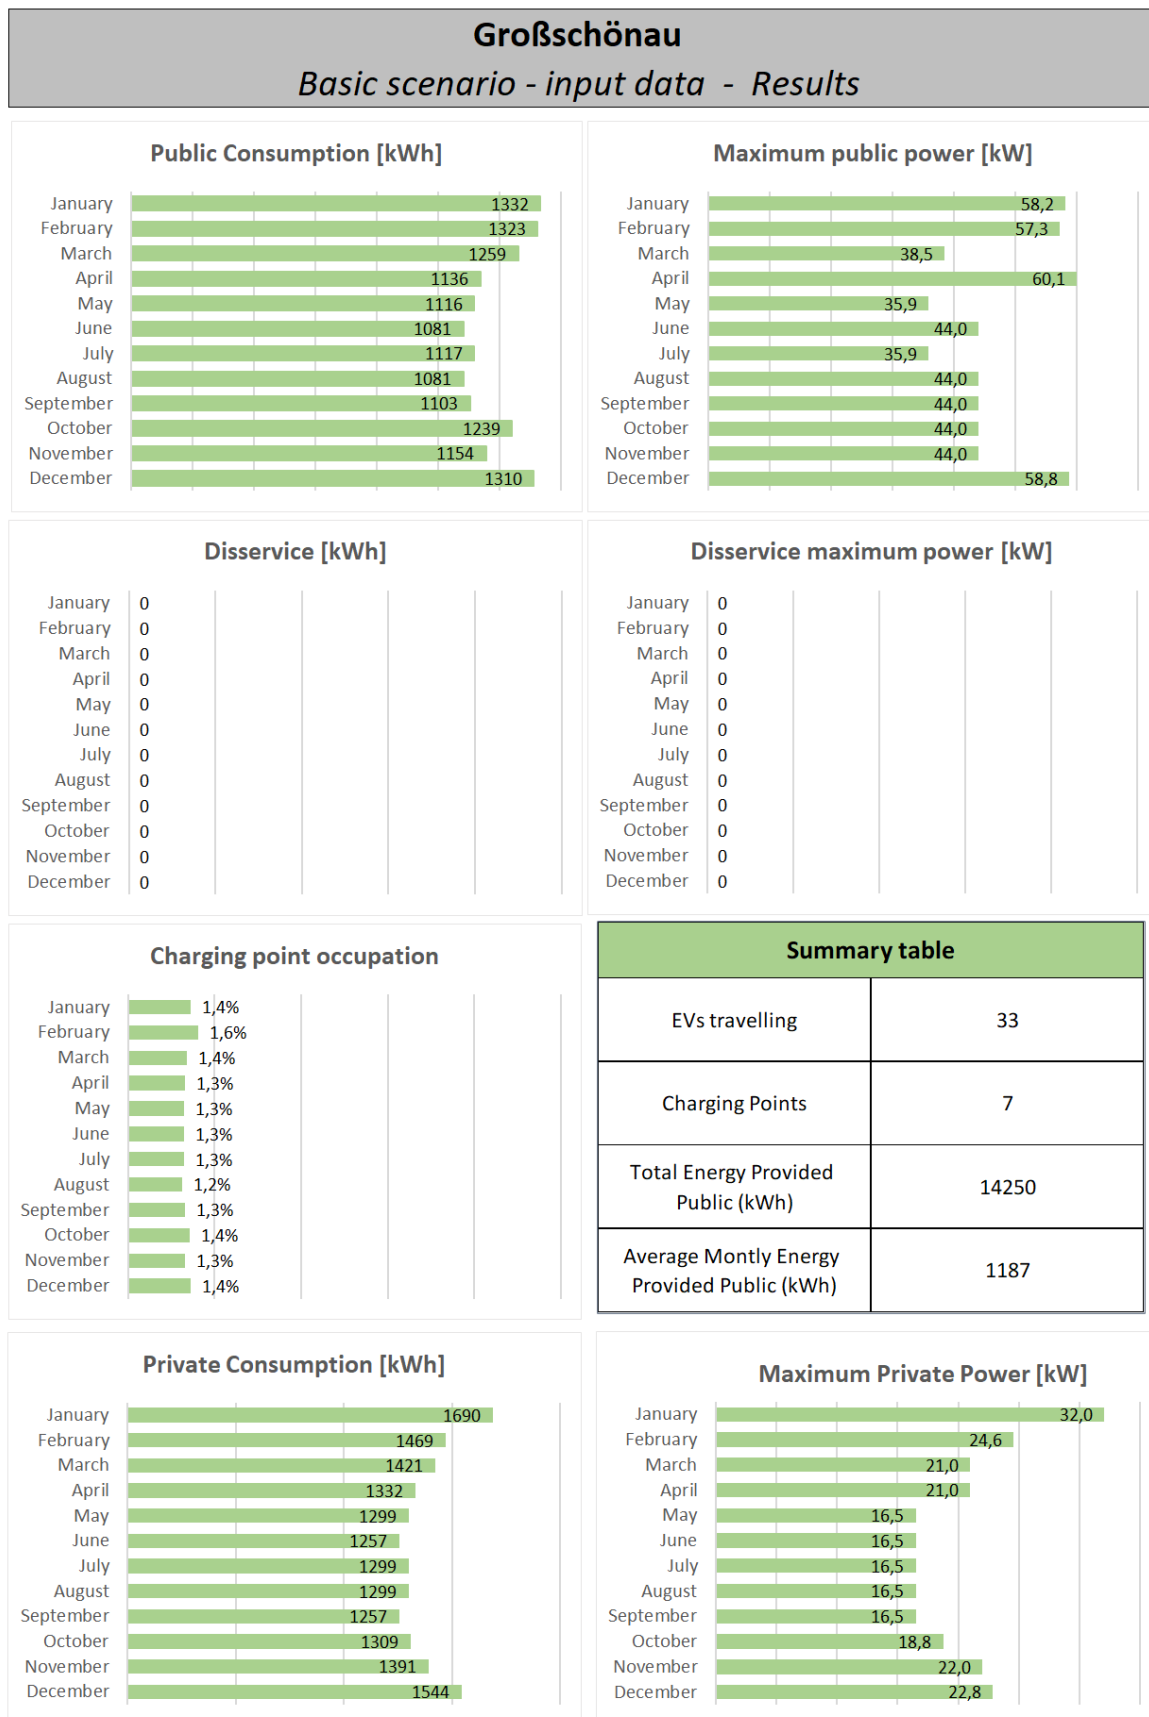 Großschönau
Basic scenario - input data - Results
Public Consumption [kWh]
January 1332
February 1323
March 1259
April 1136
May 1116
June 1081
July 1117
August 1081
September 1103
October 1239
November 1154
December 1310
Maximum public power [kW]
January 58,2
February 57,3
March 38,5
April 60,1
May 35,9
June 44,0
July 35,9
August 44,0
September 44,0
October 44,0
November 44,0
December 58,8
Disservice [kWh]
January 0
February 0
March 0
April 0
May 0
June 0
July 0
August 0
September 0
October 0
November 0
December 0
Disservice maximum power [kW]
January 0
February 0
March 0
April 0
May 0
June 0
July 0
August 0
September 0
October 0
November 0
December 0
Charging point occupation
January 1,4%
February 1,6%
March 1,4%
April 1,3%
May 1,3%
June 1,3%
July 1,3%
August 1,2%
September 1,3%
October 1,4%
November 1,3%
December 1,4%
Summary table
EVs travelling 33
Charging Points 7
Total Energy Provided
Public (kWh) 14250
Average Montly Energy
Provided Public (kWh) 1187
Private Consumption [kWh]
January 1690
February 1469
March 1421
April 1332
May 1299
June 1257
July 1299
August 1299
September 1257
October 1309
November 1391
December 1544
Maximum Private Power [kW]
January 32,0
February 24,6
March 21,0
April 21,0
May 16,5
June 16,5
July 16,5
August 16,5
September 16,5
October 18,8
November 22,0
December 22,8